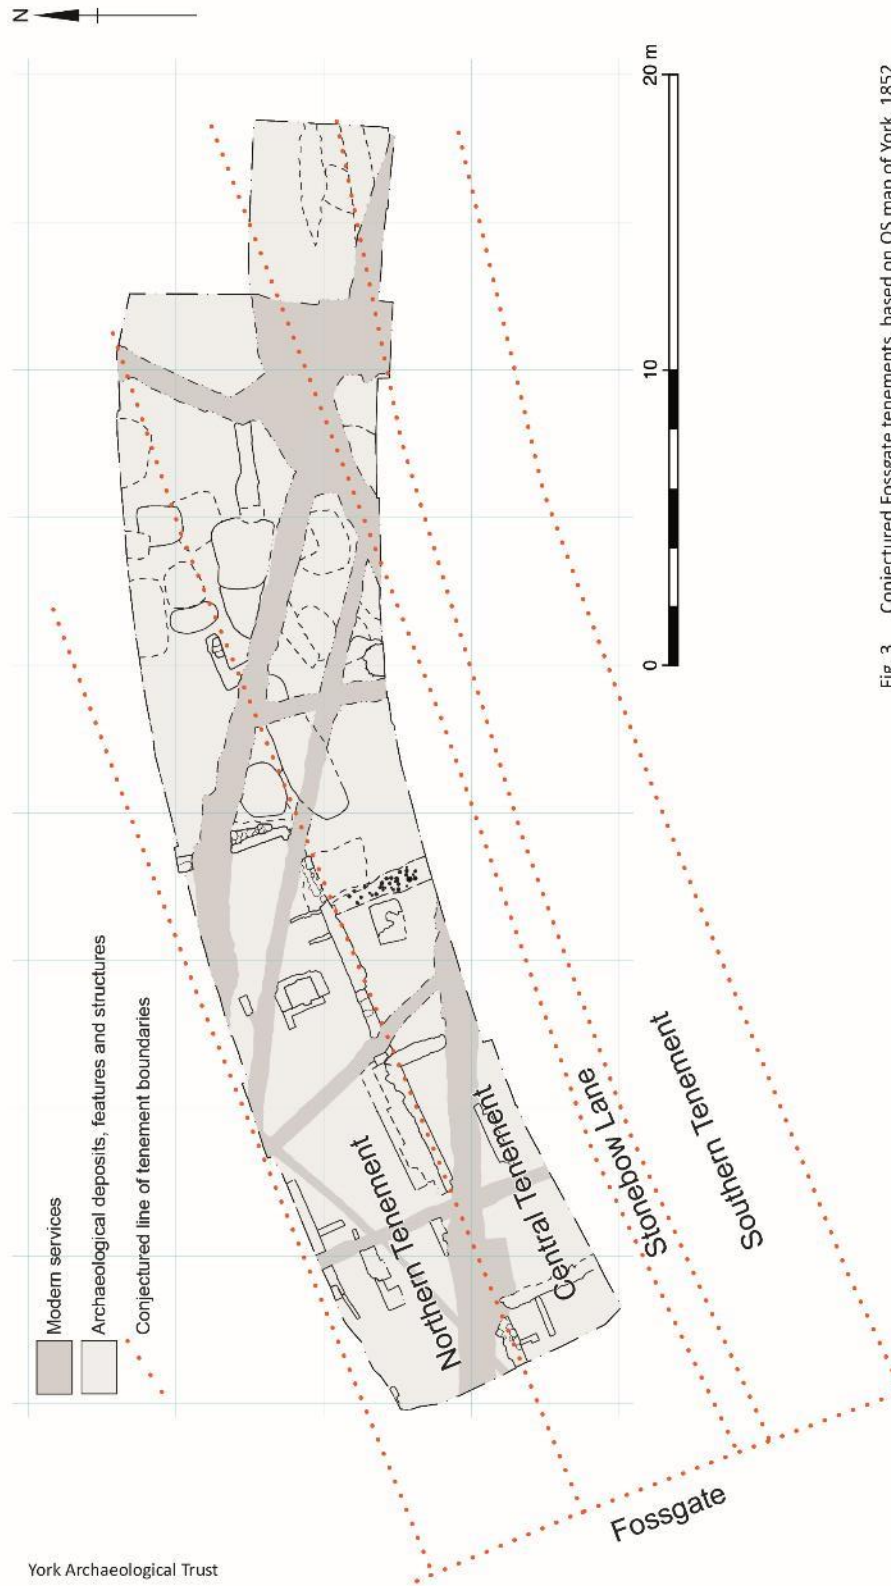 N
Modern services
Archaeological deposits, features and structures
Conjectured line of tenement boundaries
Northern Tenement
Central Tenement
Stonebow Lane
Southern Tenement
Fossgate
0
10
20 m
Fig. 3 Conjectured Fossgate tenements, based on OS map of York, 1852
York Archaeological Trust